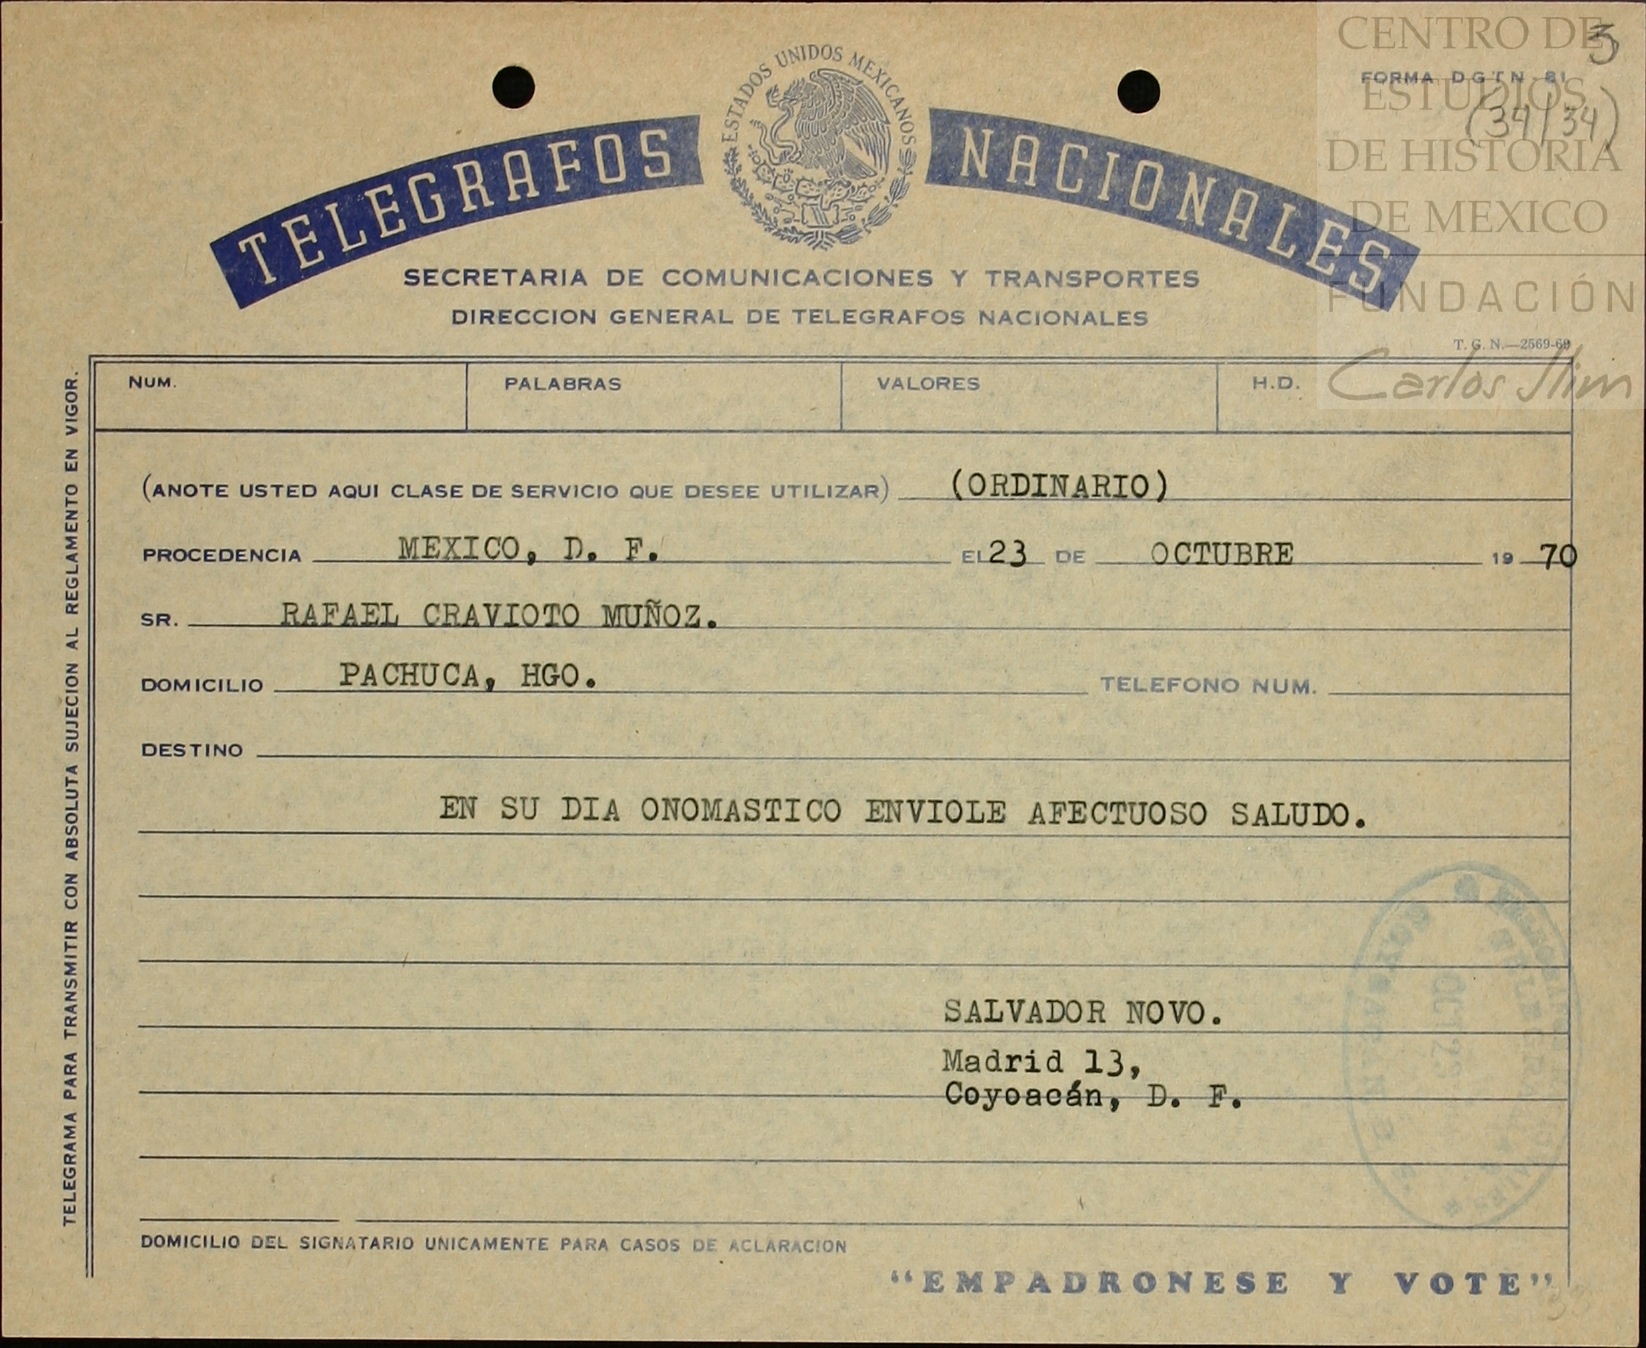 CENTRO DE
ESTUDIOS
DE HISTORIA
DE MEXICO
FUNDACIÓN
Carlos Slim
3
FORMA D G T N 81
(34/34)
ESTADOS UNIDOS MEXICANOS
TELEGRAFOS NACIONALES
SECRETARIA DE COMUNICACIONES Y TRANSPORTES
DIRECCION GENERAL DE TELEGRAFOS NACIONALES
T. G. N.—2569-69
NUM. PALABRAS VALORES H.D.
(ANOTE USTED AQUI CLASE DE SERVICIO QUE DESEE UTILIZAR) (ORDINARIO)
PROCEDENCIA MEXICO, D. F. EL 23 DE OCTUBRE 19 70
SR. RAFAEL CRAVIOTO MUÑOZ.
DOMICILIO PACHUCA, HGO. TELEFONO NUM.
DESTINO
EN SU DIA ONOMASTICO ENVIOLE AFECTUOSO SALUDO.
SALVADOR NOVO.
Madrid 13,
Coyoacán, D. F.
OCT 23
DOMICILIO DEL SIGNATARIO UNICAMENTE PARA CASOS DE ACLARACION
"EMPADRONESE Y VOTE"
TELEGRAMA PARA TRANSMITIR CON ABSOLUTA SUJECION AL REGLAMENTO EN VIGOR.